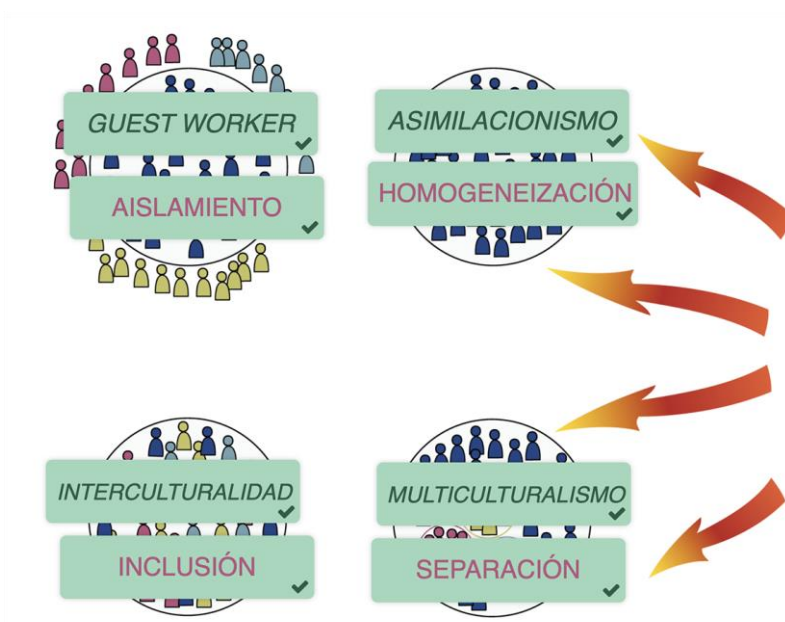 GUEST WORKER
AISLAMIENTO
ASIMILACIONISMO
HOMOGENEIZACIÓN
INTERCULTURALIDAD
INCLUSIÓN
MULTICULTURALISMO
SEPARACIÓN